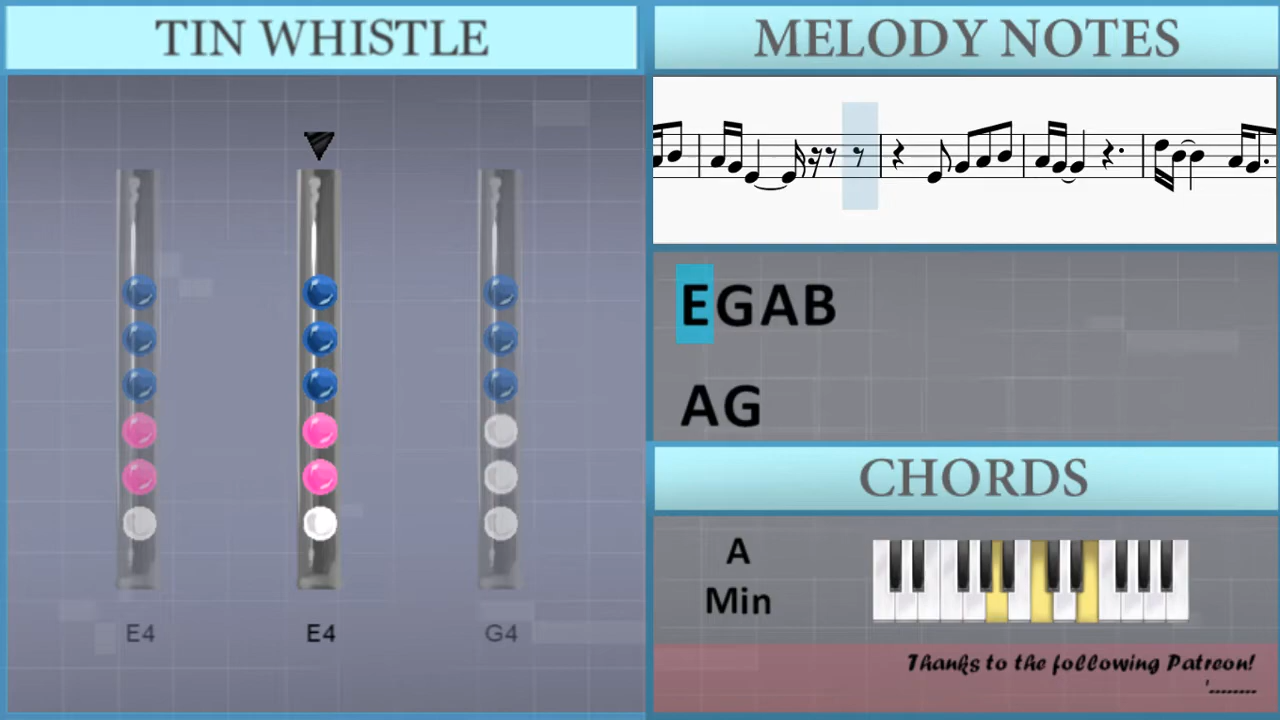 TIN WHISTLE
E4
E4
G4
MELODY NOTES
EGAB
AG
CHORDS
A
Min
Thanks to the following Patreon!
'--------